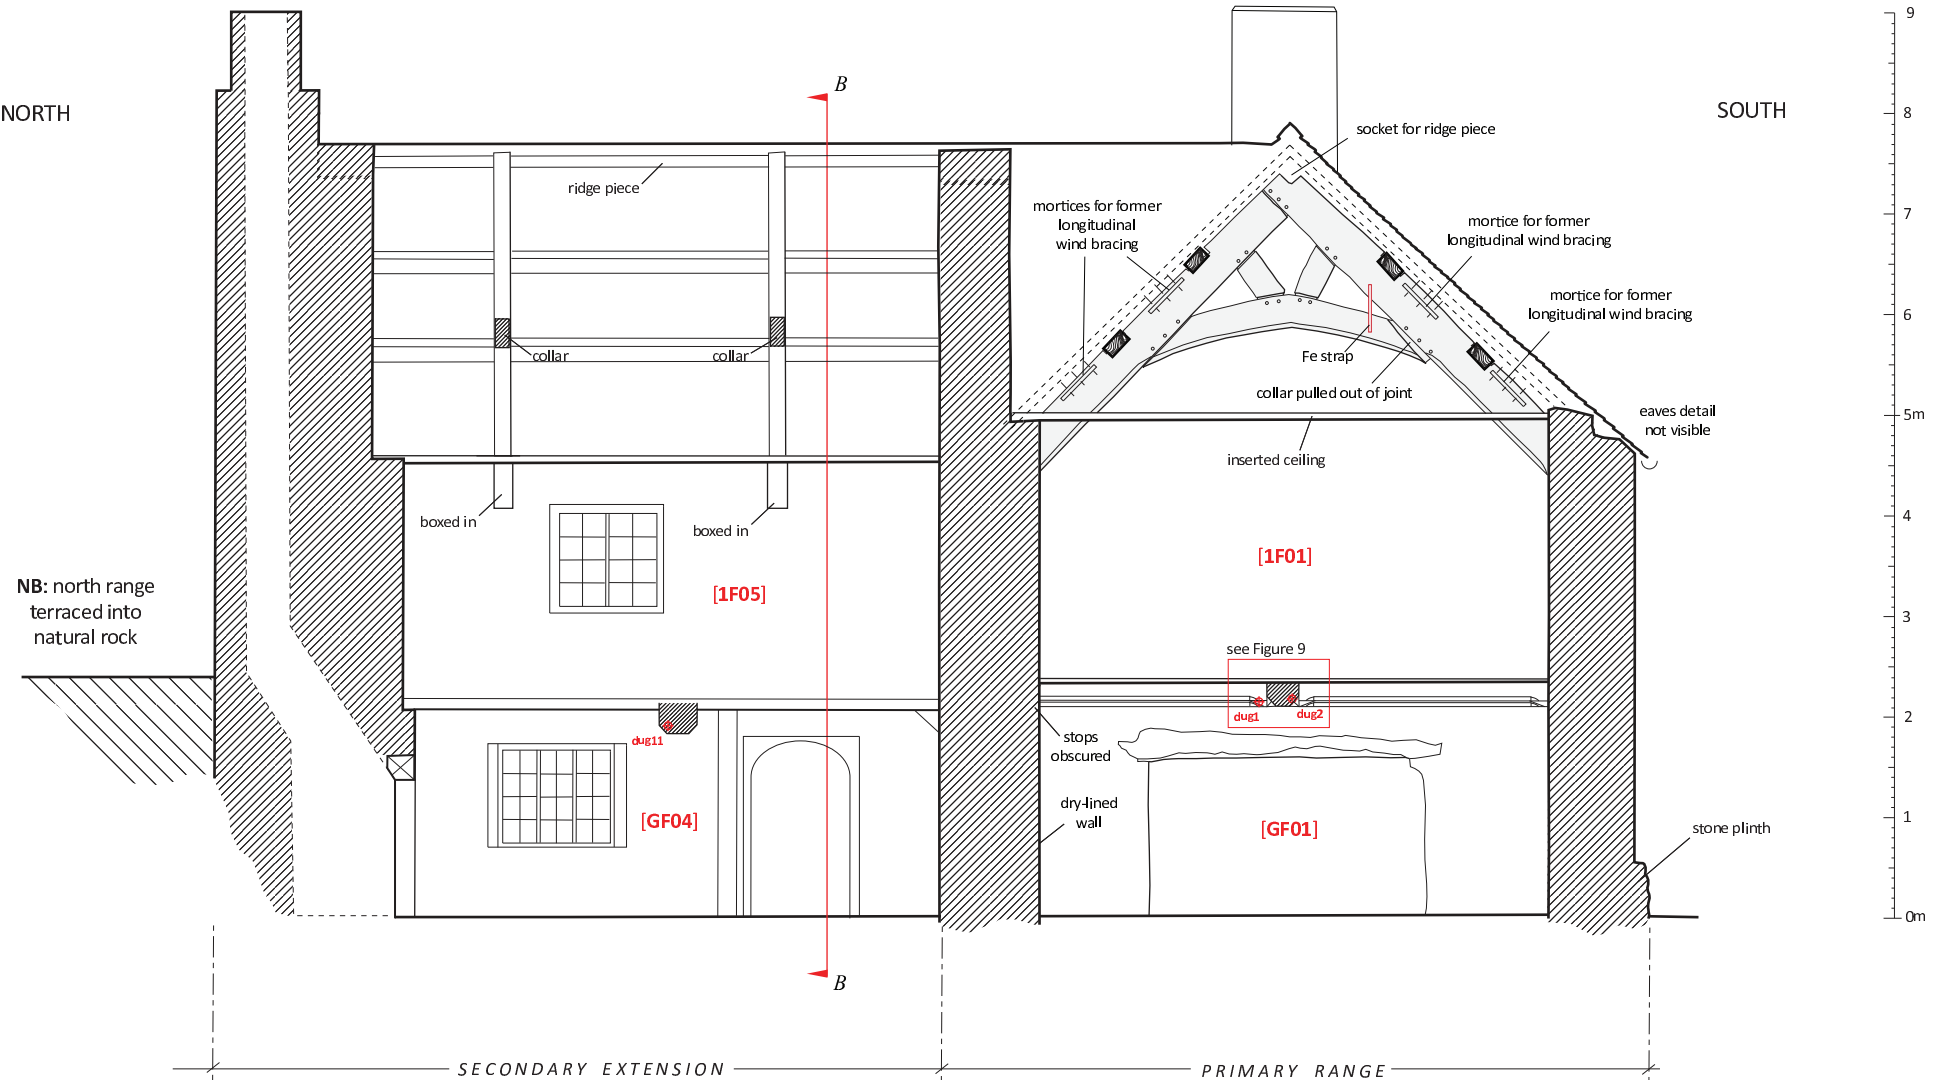 B
9
NORTH
SOUTH
8
socket for ridge piece
ridge piece
mortices for former
longitudinal
wind bracing
7
mortice for former
longitudinal wind bracing
mortice for former
longitudinal wind bracing
6
collar
collar
Fe strap
collar pulled out of joint
eaves detail
not visible
5m
inserted ceiling
boxed in
boxed in
4
[1F01]
NB: north range
terraced into
natural rock
[1F05]
3
see Figure 9
dug1
dug2
2
dug11
stops
obscured
dry-lined
wall
[GF04]
[GF01]
1
stone plinth
0m
B
SECONDARY EXTENSION
PRIMARY RANGE